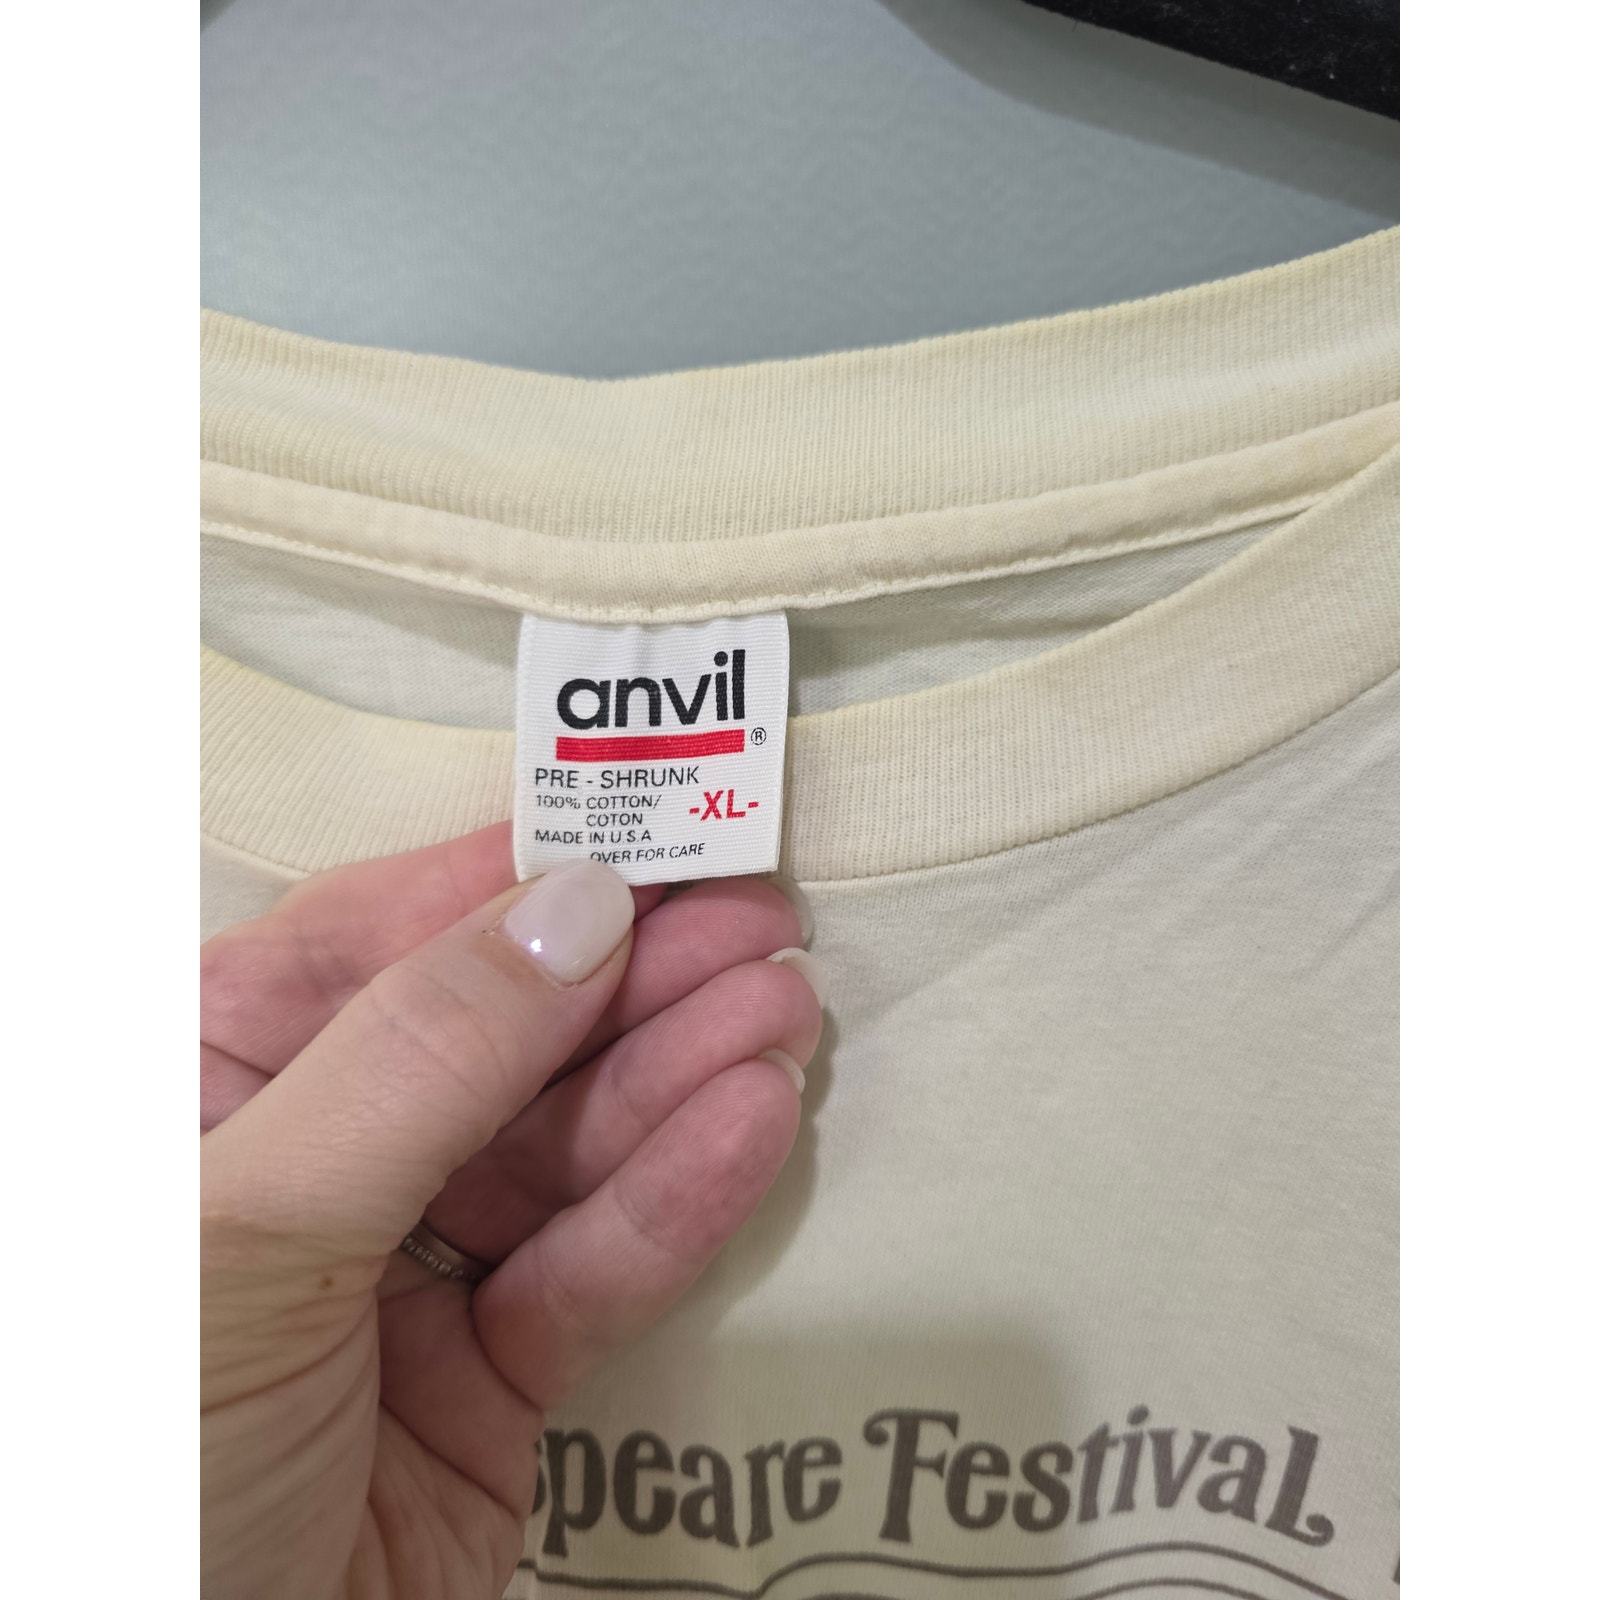 anvil®
PRE - SHRUNK
100% COTTON/
COTON
-XL-
MADE IN U S A
OVER FOR CARE
speare Festival